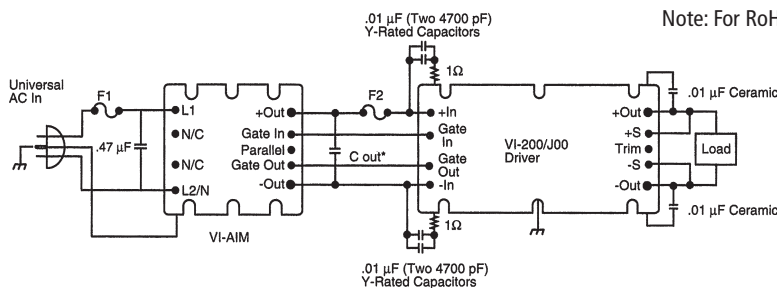 Note: For RoH
.01 µF (Two 4700 pF)
Y-Rated Capacitors
1Ω
Universal
AC In
F1
F2
.01 µF Ceramic
L1
+Out
+In
+Out
N/C
Gate In
Gate
In
+S
.47 µF
Parallel
VI-200/J00
Driver
Trim
Load
N/C
Gate Out
C out*
Gate
Out
-S
L2/N
-Out
-In
-Out
.01 µF Ceramic
1Ω
VI-AIM
.01 µF (Two 4700 pF)
Y-Rated Capacitors